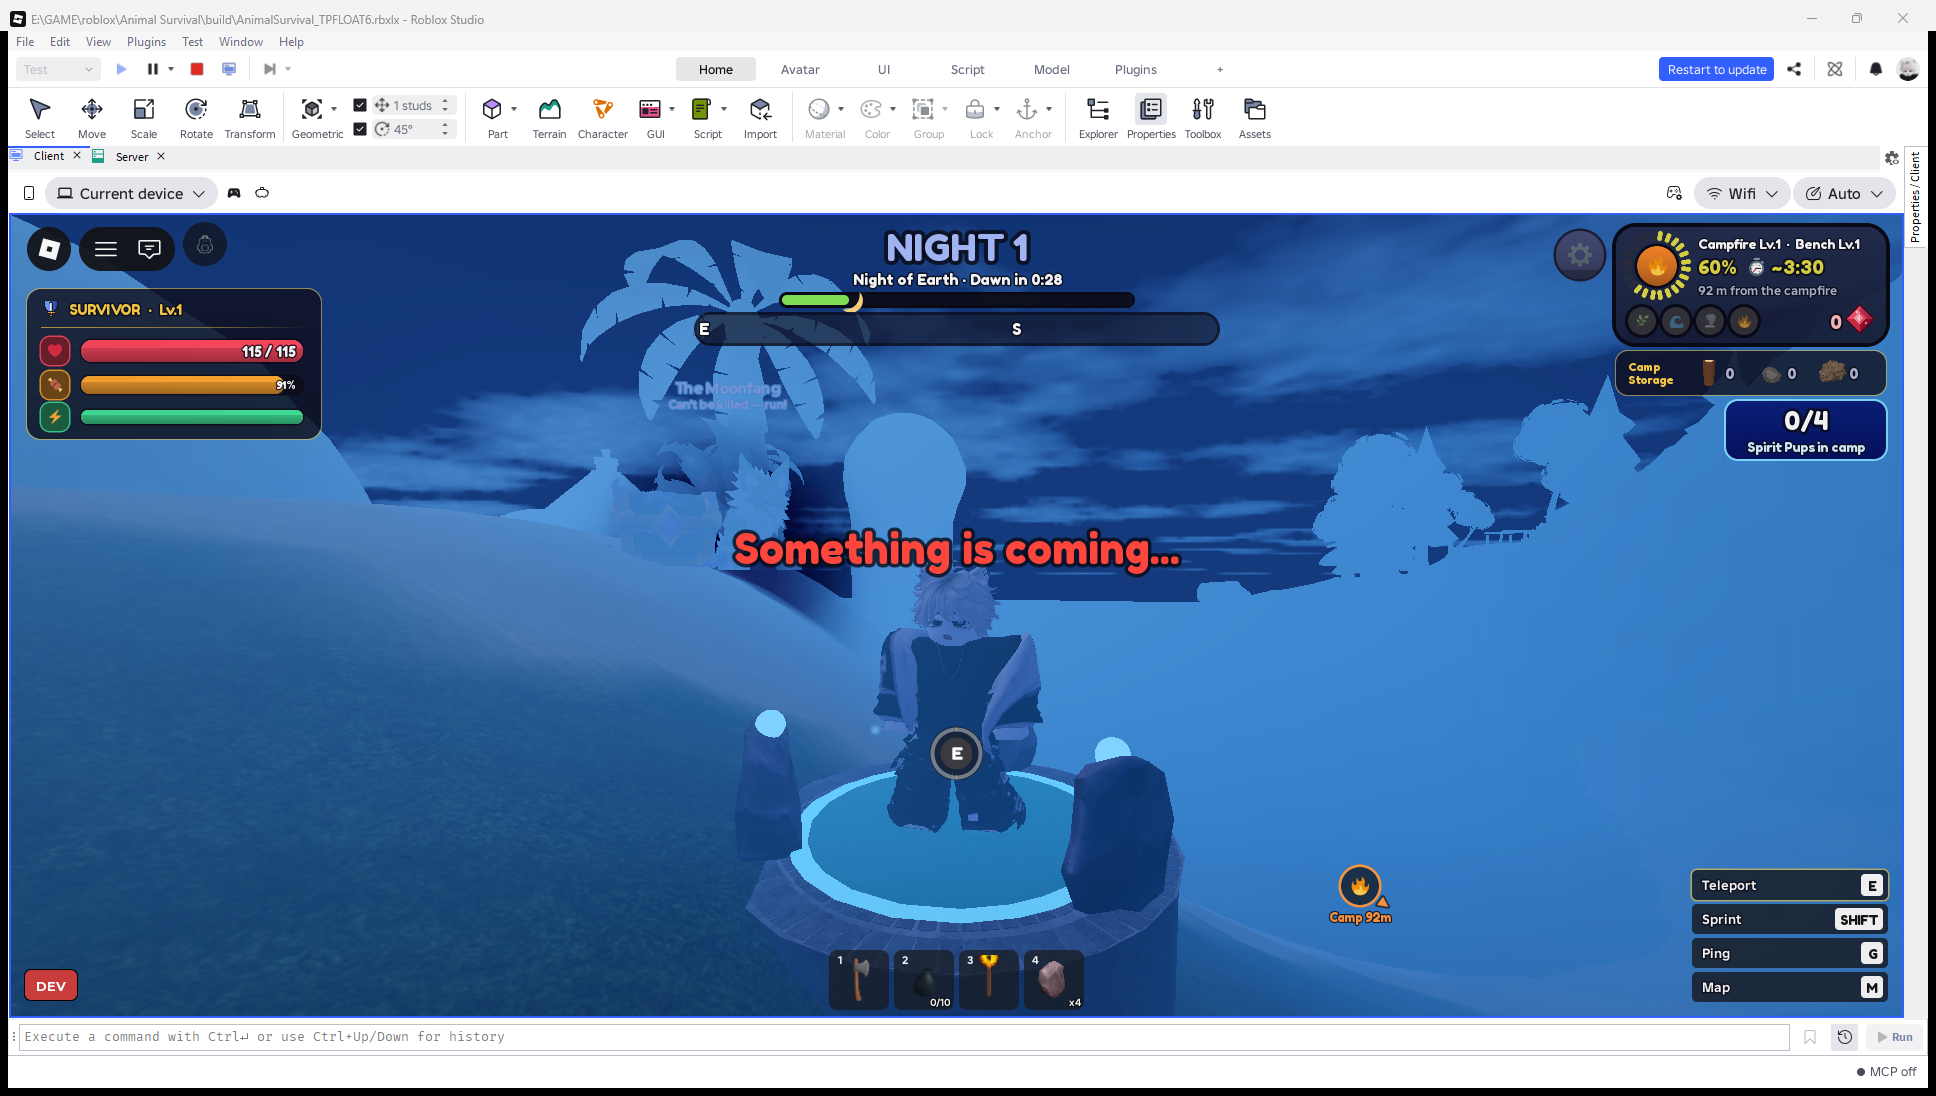 E:\GAME\roblox\Animal Survival\build\AnimalSurvival_TPFLOAT6.rbxlx - Roblox Studio
File Edit View Plugins Test Window Help
Test
Home Avatar UI Script Model Plugins +
Restart to update
Select Move Scale Rotate Transform
Geometric
1 studs
45°
Part Terrain Character GUI Script Import
Material Color Group Lock Anchor
Explorer Properties Toolbox Assets
Client
Server
Properties / Client
Current device
Wifi
Auto
NIGHT 1
Night of Earth · Dawn in 0:28
E S
SURVIVOR · Lv.1
115 / 115
91%
Campfire Lv.1 · Bench Lv.1
60% ~3:30
92 m from the campfire
0
Camp
Storage
0 0 0
0/4
Spirit Pups in camp
The Moonfang
Can't be killed — run!
Something is coming...
E
Camp 92m
Teleport E
Sprint SHIFT
Ping G
Map M
DEV
1 2 3 4
0/10 x4
Execute a command with Ctrl↵ or use Ctrl+Up/Down for history
Run
MCP off